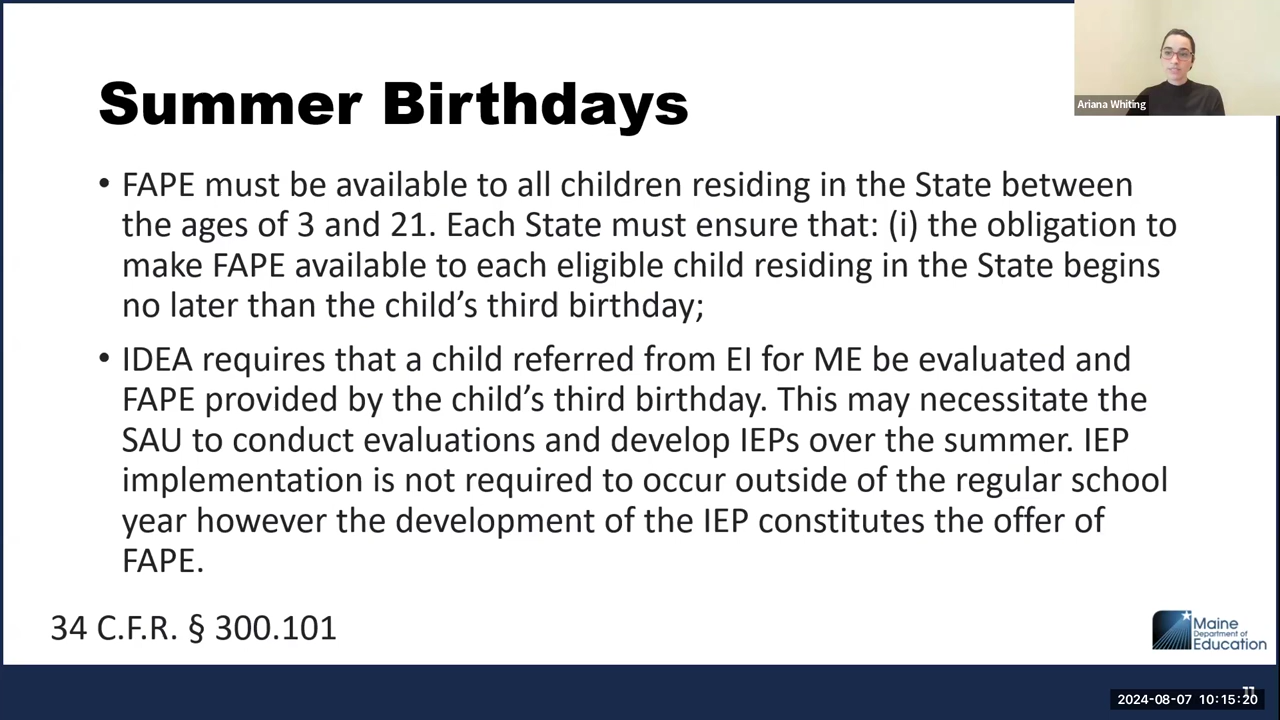 Summer Birthdays
Ariana Whiting
• FAPE must be available to all children residing in the State between
the ages of 3 and 21. Each State must ensure that: (i) the obligation to
make FAPE available to each eligible child residing in the State begins
no later than the child’s third birthday;
• IDEA requires that a child referred from EI for ME be evaluated and
FAPE provided by the child’s third birthday. This may necessitate the
SAU to conduct evaluations and develop IEPs over the summer. IEP
implementation is not required to occur outside of the regular school
year however the development of the IEP constitutes the offer of
FAPE.
34 C.F.R. § 300.101
Maine
Department of
Education
11
2024-08-07 10:15:20